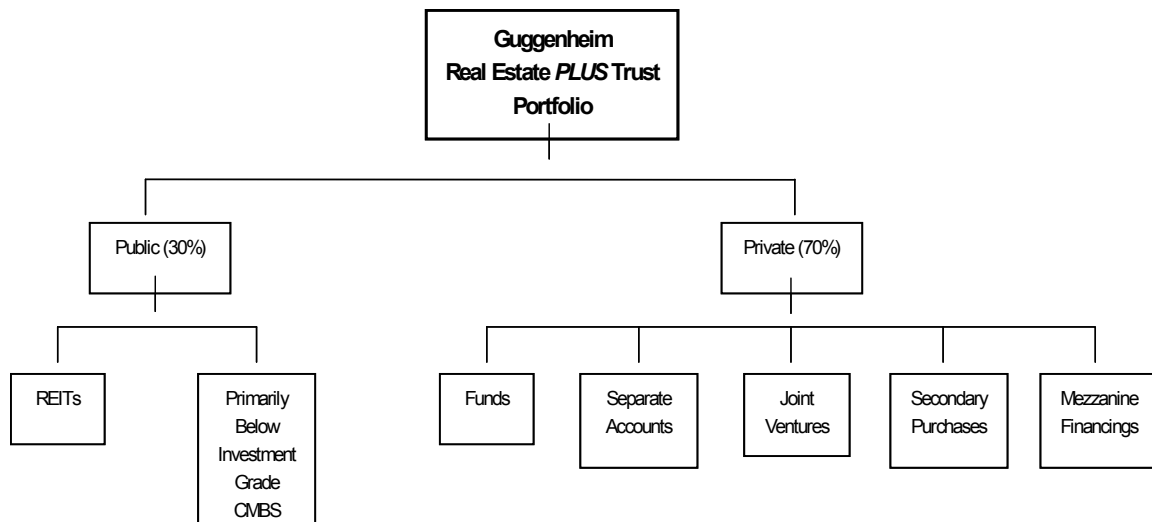 Guggenheim
Real Estate PLUS Trust
Portfolio
Public (30%)
Private (70%)
REITs
Primarily
Below
Investment
Grade
CMBS
Funds
Separate
Accounts
Joint
Ventures
Secondary
Purchases
Mezzanine
Financings